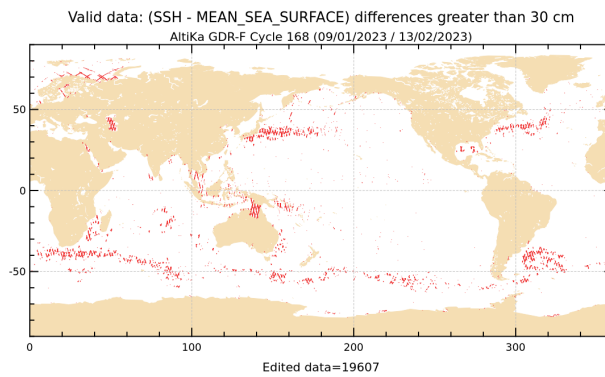 Valid data: (SSH - MEAN_SEA_SURFACE) differences greater than 30 cm
AltiKa GDR-F Cycle 168 (09/01/2023 / 13/02/2023)
50
0
-50
0 100 200 300
Edited data=19607